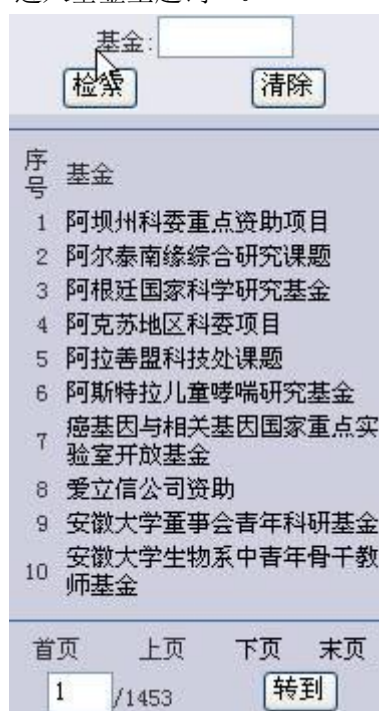 基金:
检索 清除
序号 基金
1 阿坝州科委重点资助项目
2 阿尔泰南缘综合研究课题
3 阿根廷国家科学研究基金
4 阿克苏地区科委项目
5 阿拉善盟科技处课题
6 阿斯特拉儿童哮喘研究基金
7 癌基因与相关基因国家重点实
验室开放基金
8 爱立信公司资助
9 安徽大学董事会青年科研基金
10 安徽大学生物系中青年骨干教
师基金
首页 上页 下页 末页
1 /1453 转到